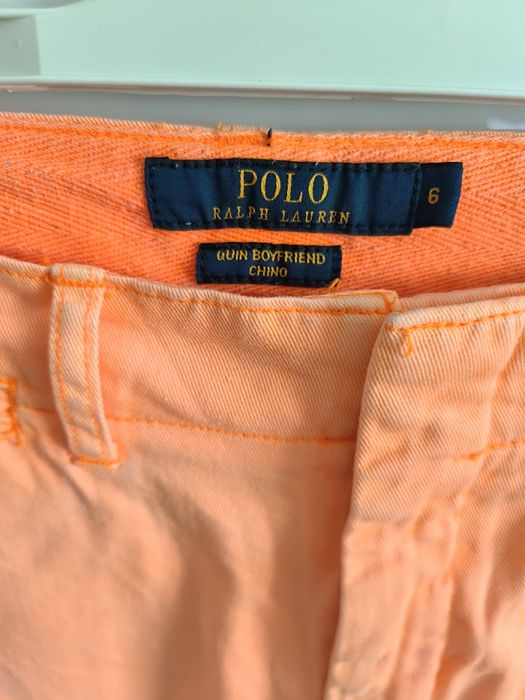 POLO
RALPH LAUREN
6
QUIN BOYFRIEND
CHINO